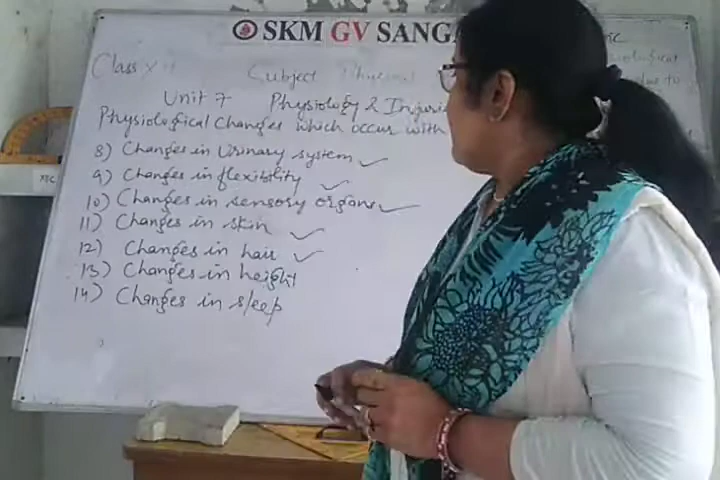 SKM GV SANG
Class X
Subject Physical
Unit 7 Physiology & Injuries
Physiological Changes which occur with
8) Changes in Urinary system ✓
9) Changes in flexibility ✓
10) Changes in sensory organs ✓
11) Changes in skin ✓
12) Changes in hair ✓
13) Changes in height
14) Changes in sleep